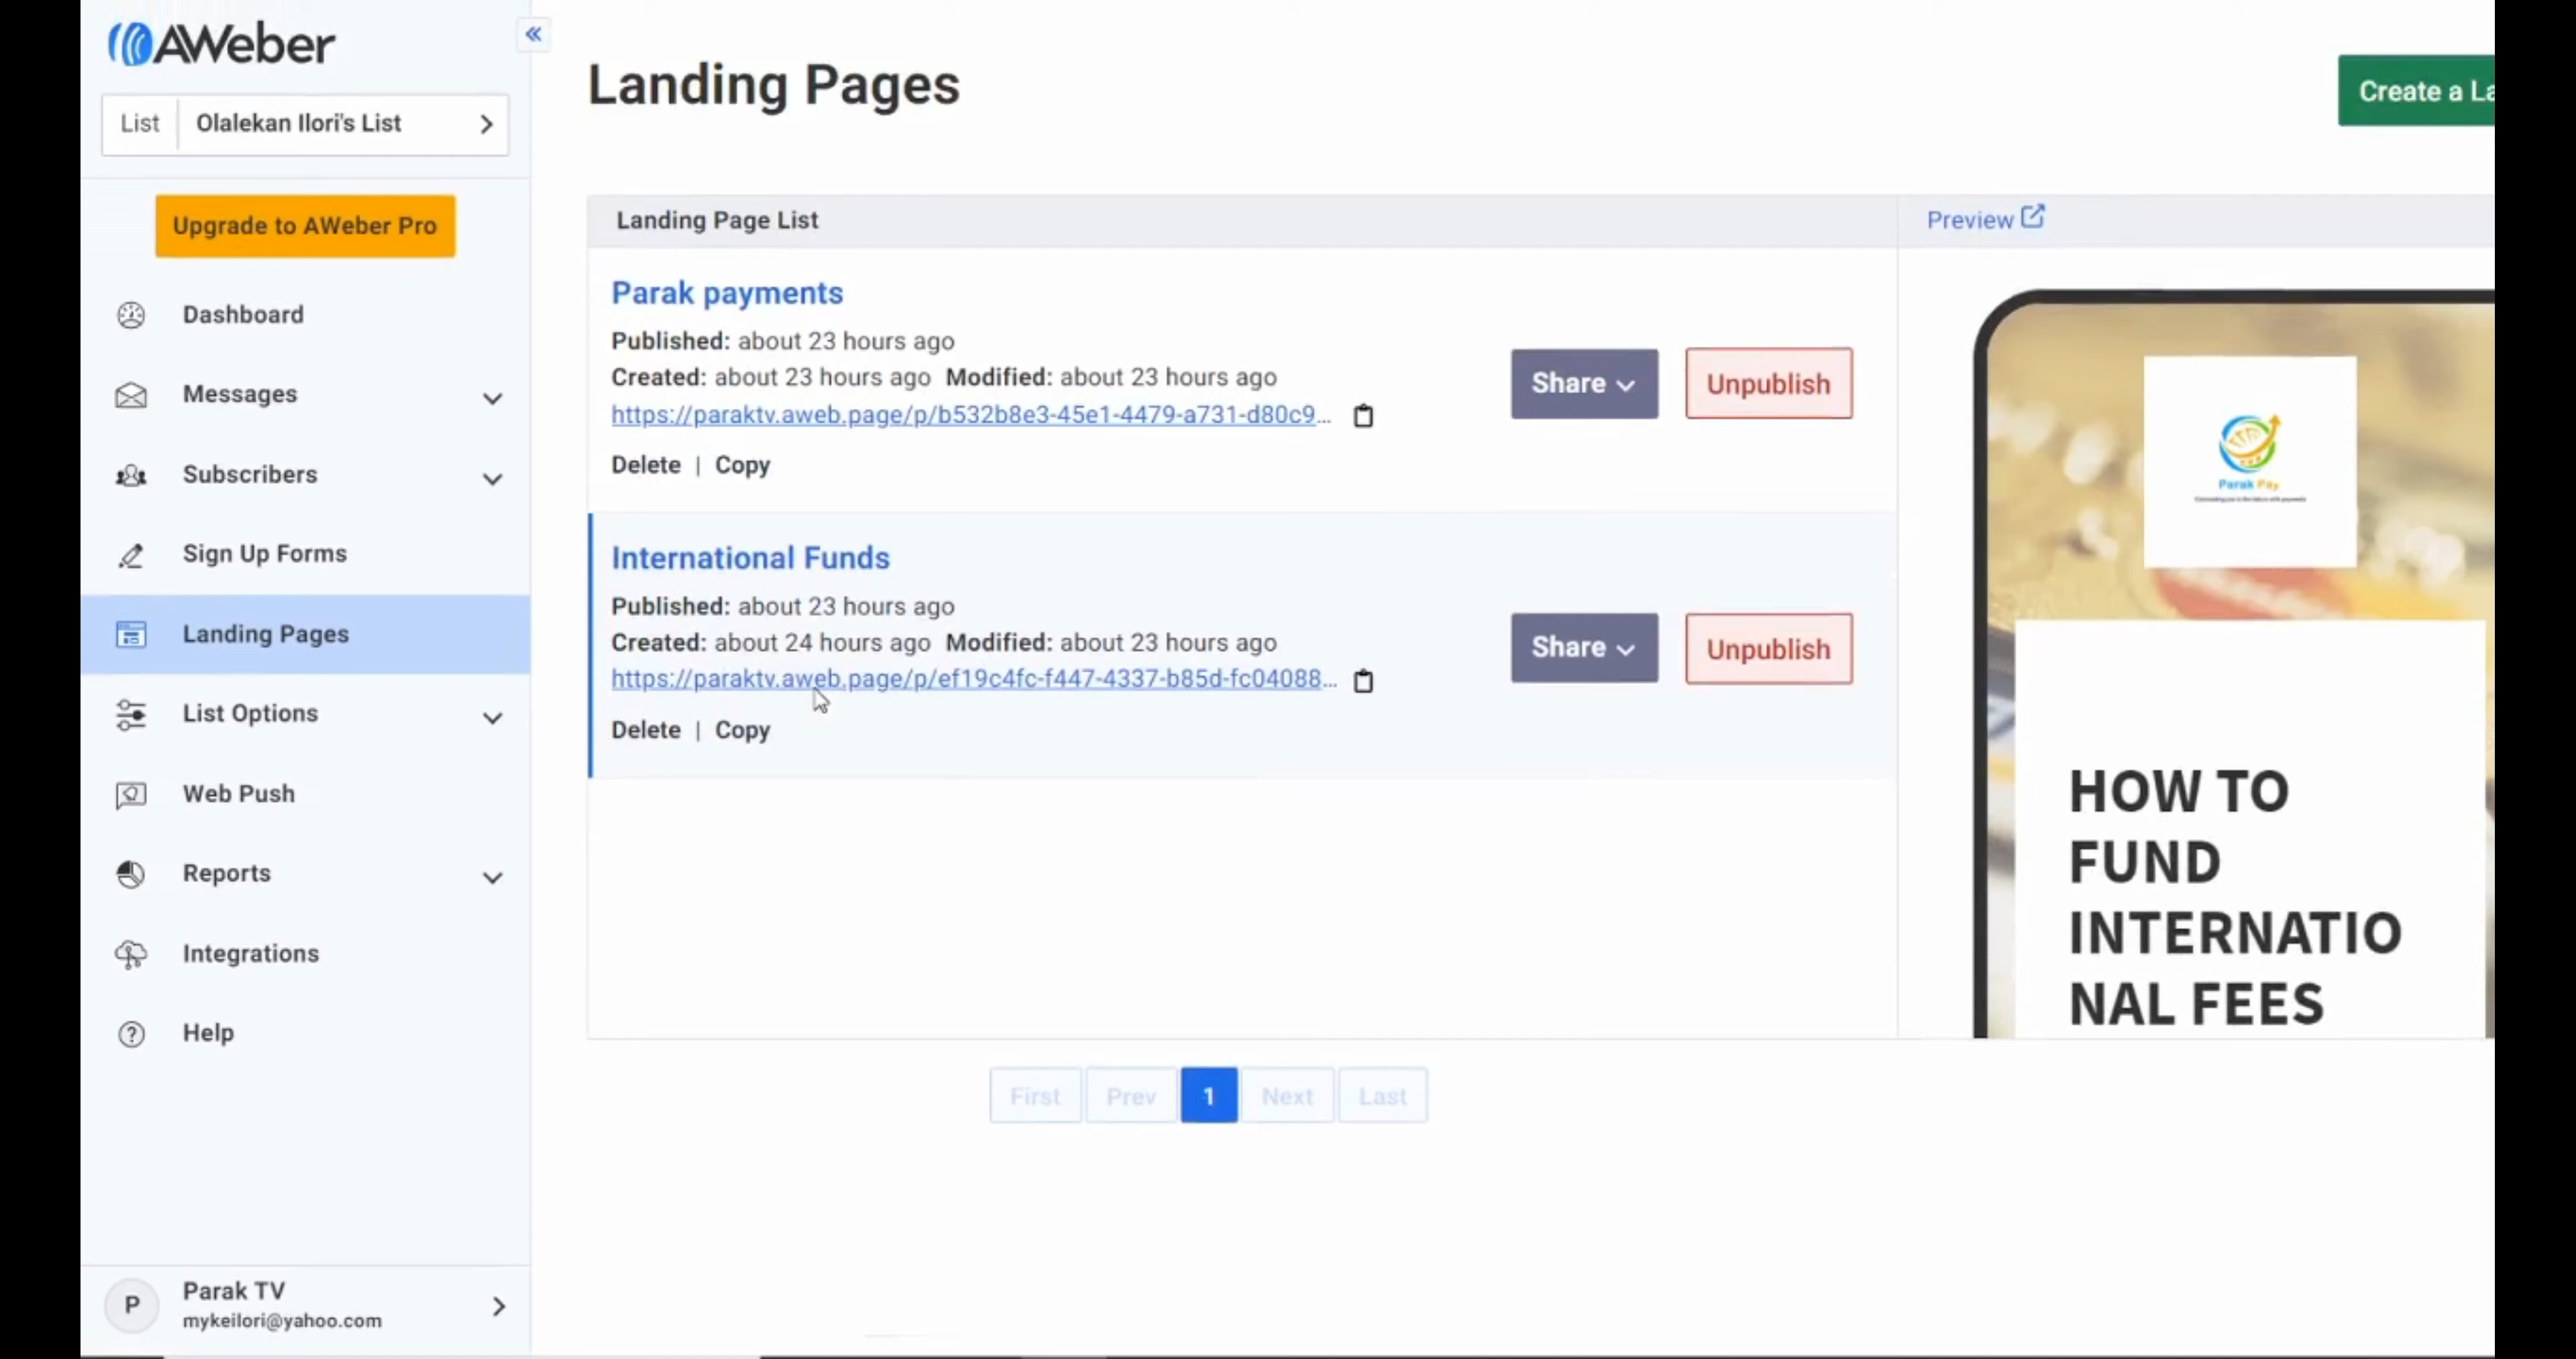 AWeber
List
Olalekan Ilori's List
Upgrade to AWeber Pro
Dashboard
Messages
Subscribers
Sign Up Forms
Landing Pages
List Options
Web Push
Reports
Integrations
Help
P
Parak TV
mykeilori@yahoo.com
Landing Pages
Create a La
Landing Page List
Parak payments
Published: about 23 hours ago
Created: about 23 hours ago Modified: about 23 hours ago
https://paraktv.aweb.page/p/b532b8e3-45e1-4479-a731-d80c9...
Delete | Copy
Share
Unpublish
International Funds
Published: about 23 hours ago
Created: about 24 hours ago Modified: about 23 hours ago
https://paraktv.aweb.page/p/ef19c4fc-f447-4337-b85d-fc04088...
Delete | Copy
Share
Unpublish
First Prev 1 Next Last
Preview
Parak Pay
HOW TO
FUND
INTERNATIO
NAL FEES